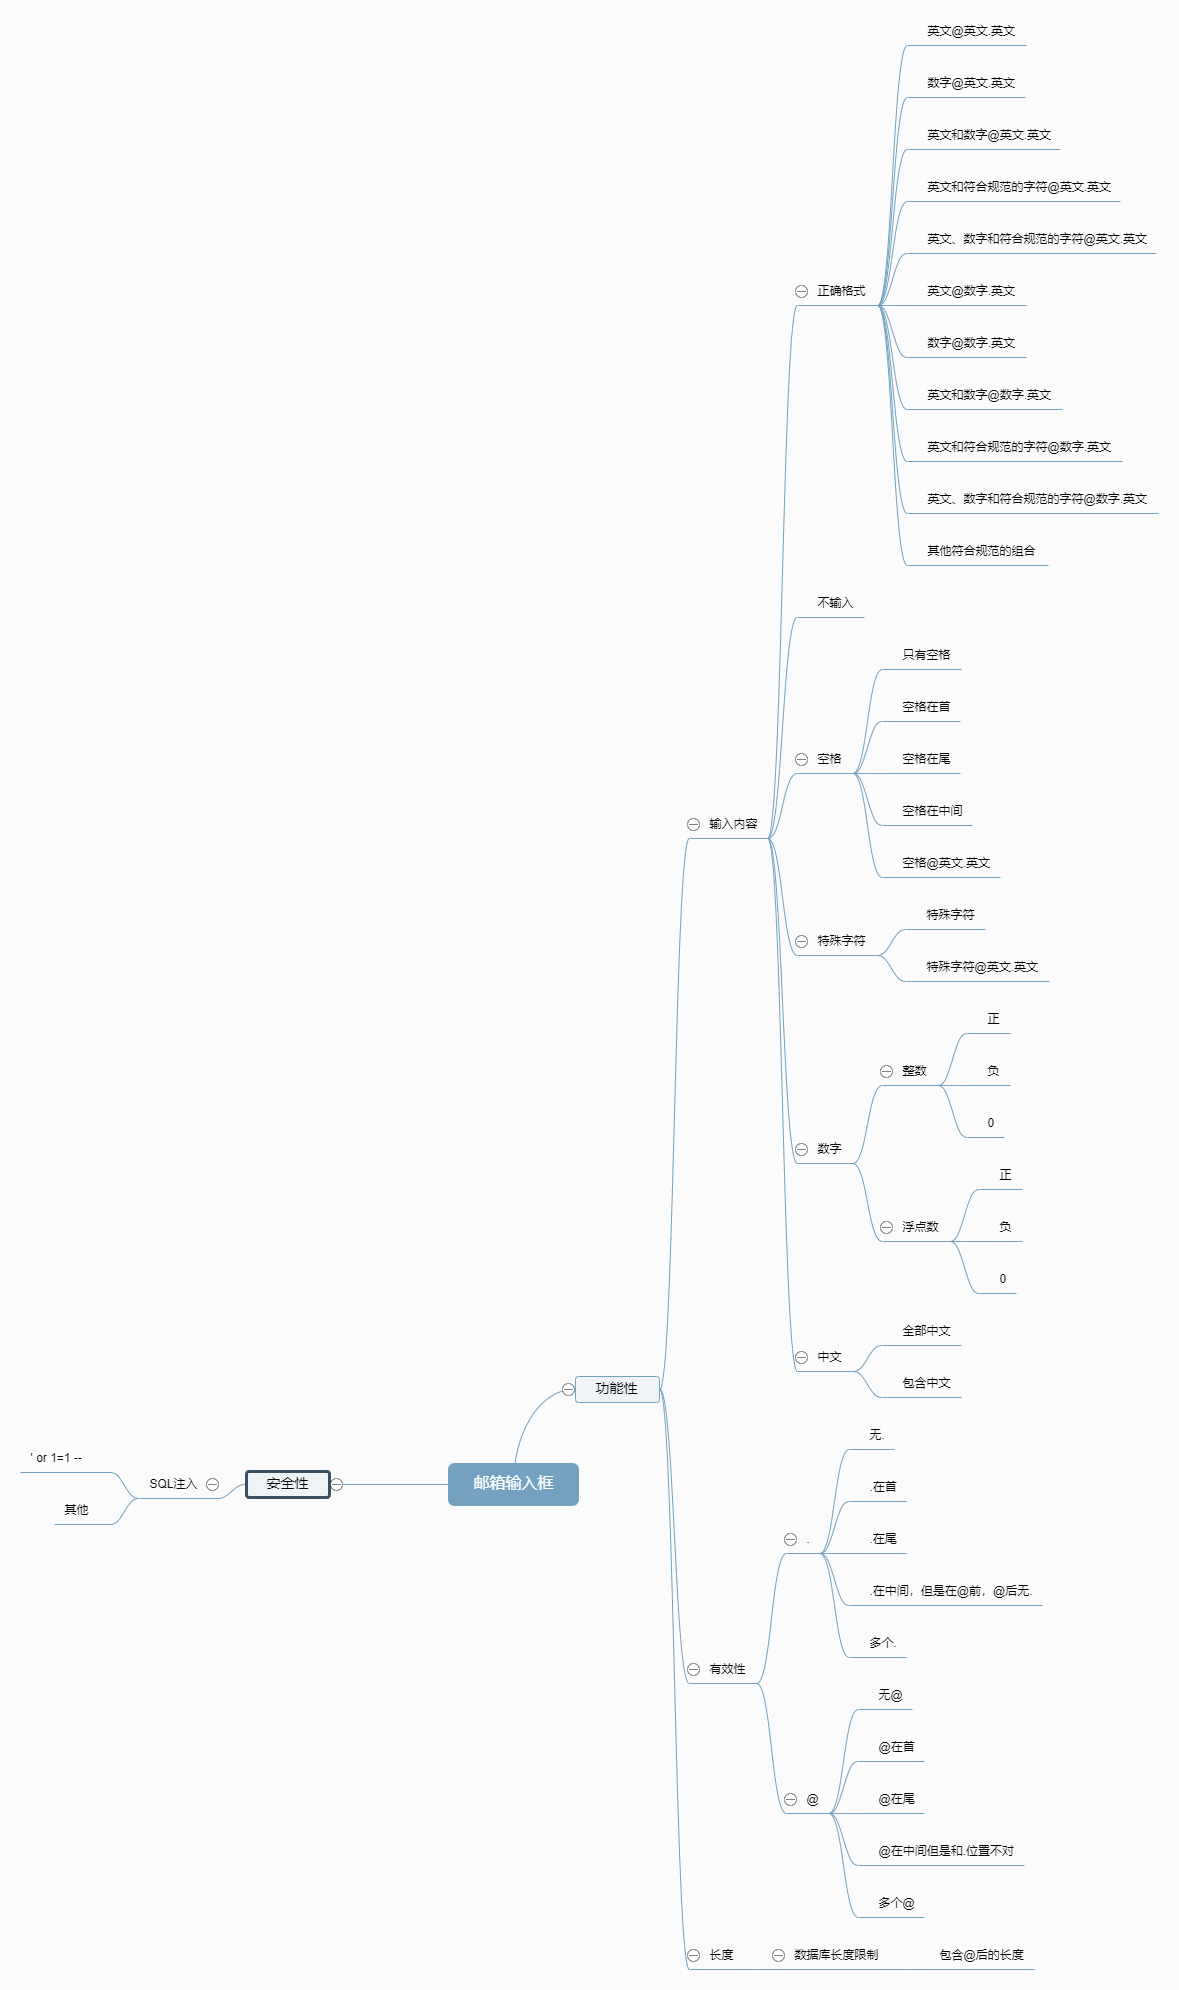 英文@英文.英文
数字@英文.英文
英文和数字@英文.英文
英文和符合规范的字符@英文.英文
英文、数字和符合规范的字符@英文.英文
正确格式
英文@数字.英文
数字@数字.英文
英文和数字@数字.英文
英文和符合规范的字符@数字.英文
英文、数字和符合规范的字符@数字.英文
其他符合规范的组合
不输入
只有空格
空格在首
空格
空格在尾
空格在中间
输入内容
空格@英文.英文
特殊字符
特殊字符
特殊字符@英文.英文
正
整数
负
0
数字
正
浮点数
负
0
全部中文
中文
包含中文
功能性
无.
' or 1=1 --
SQL注入
安全性
邮箱输入框
.在首
其他
.
.在尾
.在中间，但是在@前，@后无.
多个.
有效性
无@
@在首
@
@在尾
@在中间但是和.位置不对
多个@
长度
数据库长度限制
包含@后的长度